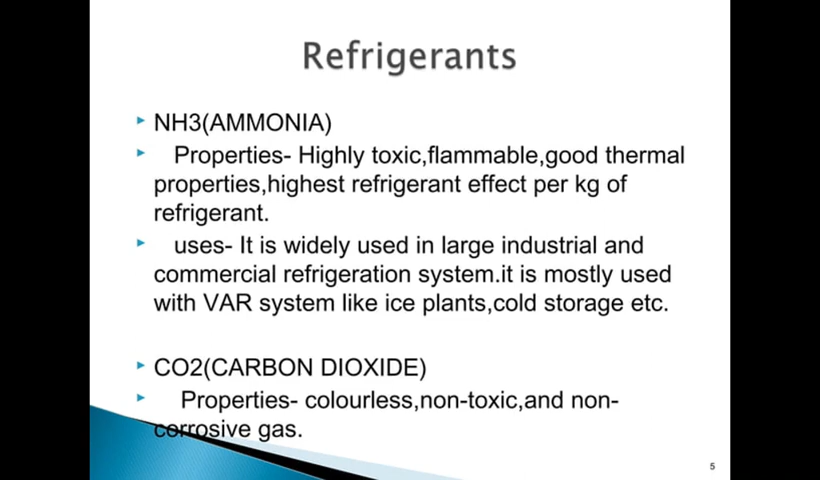 Refrigerants
NH3(AMMONIA)
Properties- Highly toxic,flammable,good thermal
properties,highest refrigerant effect per kg of
refrigerant.
uses- It is widely used in large industrial and
commercial refrigeration system.it is mostly used
with VAR system like ice plants,cold storage etc.
CO2(CARBON DIOXIDE)
Properties- colourless,non-toxic,and non-
corrosive gas.
5